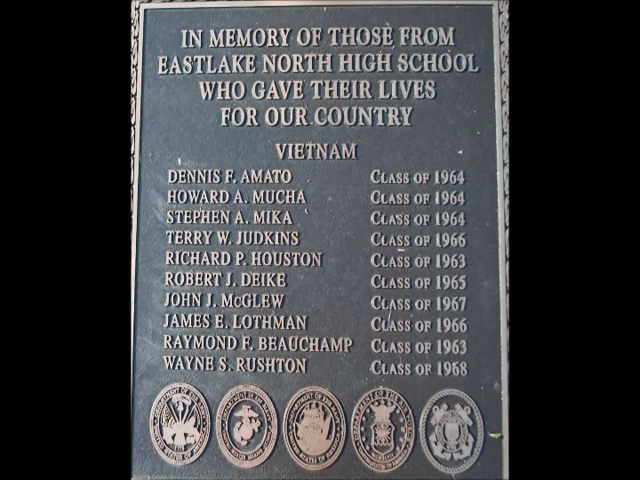 IN MEMORY OF THOSE FROM
EASTLAKE NORTH HIGH SCHOOL
WHO GAVE THEIR LIVES
FOR OUR COUNTRY
VIETNAM
DENNIS F. AMATO CLASS OF 1964
HOWARD A. MUCHA CLASS OF 1964
STEPHEN A. MIKA CLASS OF 1964
TERRY W. JUDKINS CLASS OF 1966
RICHARD P. HOUSTON CLASS OF 1963
ROBERT J. DEIKE CLASS OF 1965
JOHN J. McGLEW CLASS OF 1967
JAMES E. LOTHMAN CLASS OF 1966
RAYMOND F. BEAUCHAMP CLASS OF 1963
WAYNE S. RUSHTON CLASS OF 1968